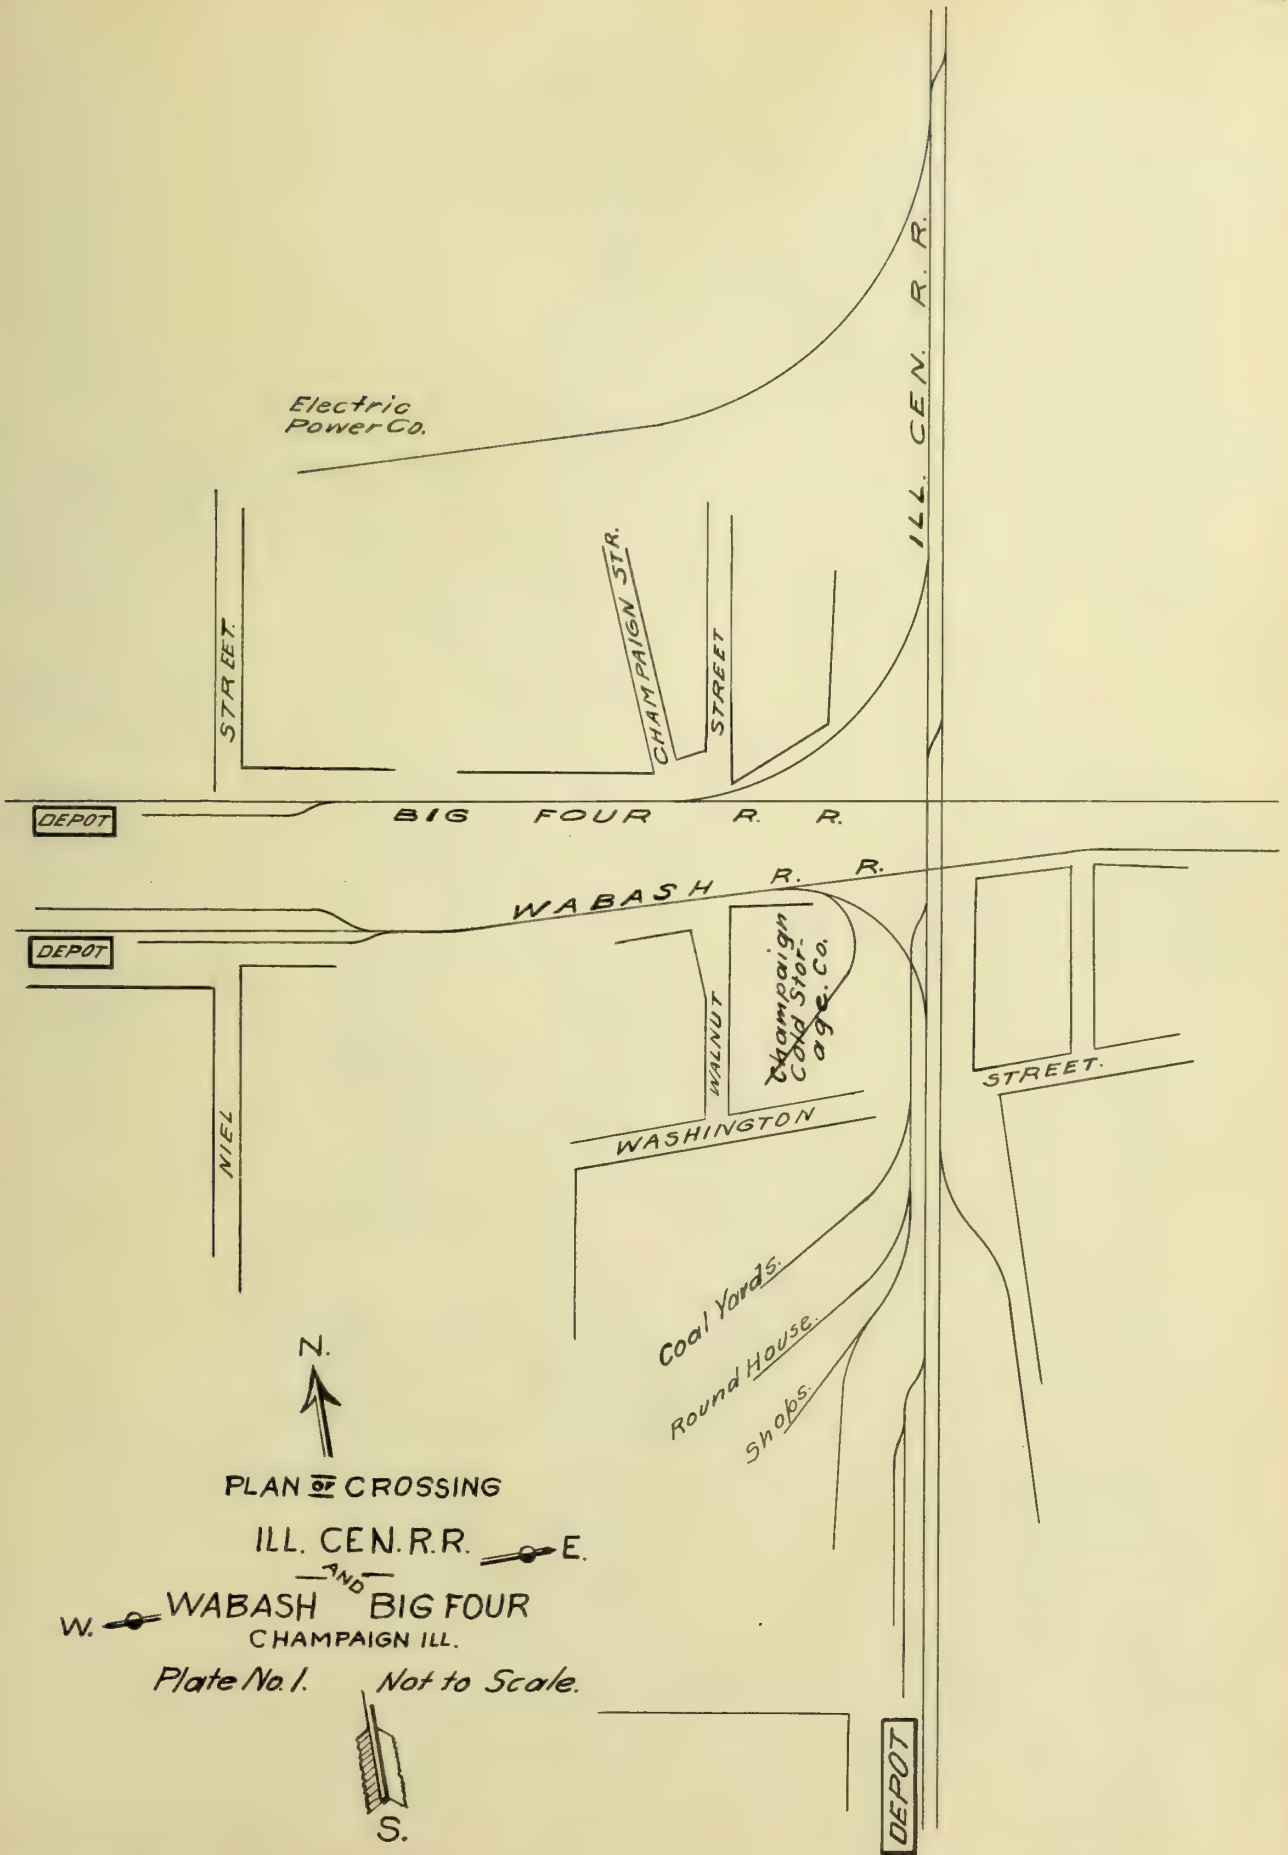 ILL. CEN. R. R.
Electric
Power Co.
STREET.
CHAMPAIGN STR.
STREET
DEPOT
BIG FOUR R. R.
WABASH R. R.
DEPOT
Champaign
Cold Stor-
age. Co.
WALNUT
STREET.
WASHINGTON
NIEL
Coal Yards.
Round House.
Shops.
N.
PLAN OF CROSSING
ILL. CEN. R.R.
E.
AND
W.
WABASH BIG FOUR
CHAMPAIGN ILL.
Plate No. 1. Not to Scale.
S.
DEPOT